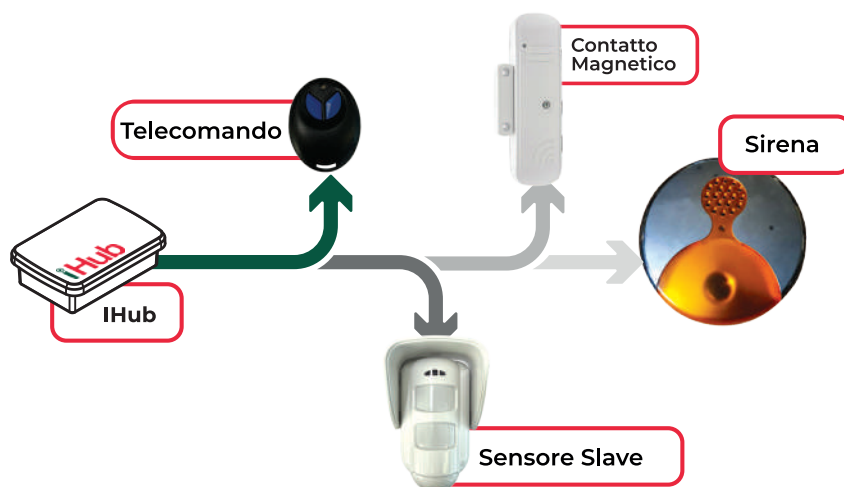 Contatto
Magnetico
Telecomando
Sirena
iHub
IHub
Sensore Slave